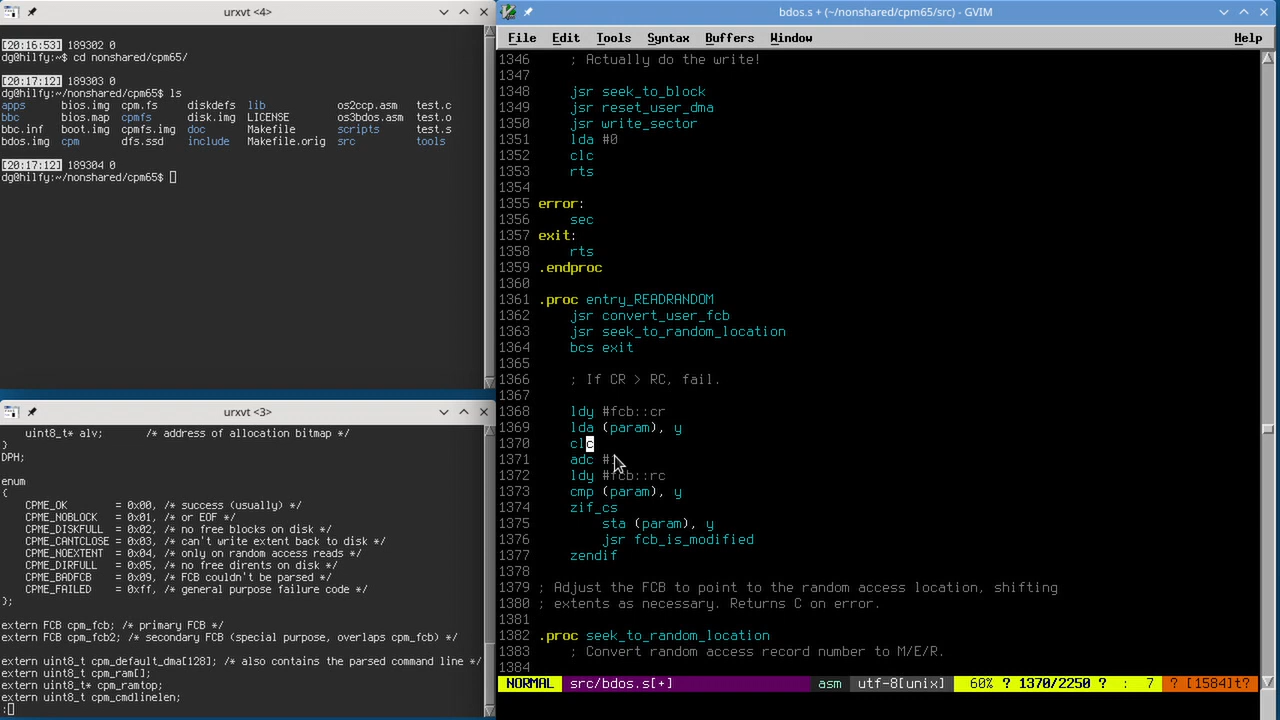 urxvt <4>
[20:16:53] 189302 0
dg@hilfy:~$ cd nonshared/cpm65/
[20:17:12] 189303 0
dg@hilfy:~/nonshared/cpm65$ ls
apps bios.img cpm.fs diskdefs lib os2ccp.asm test.c
bbc bios.map cpmfs disk.img LICENSE os3bdos.asm test.o
bbc.inf boot.img cpmfs.img doc Makefile scripts test.s
bdos.img cpm dfs.ssd include Makefile.orig src tools
[20:17:12] 189304 0
dg@hilfy:~/nonshared/cpm65$
urxvt <3>
uint8_t* alv; /* address of allocation bitmap */
}
DPH;
enum
{
CPME_OK = 0x00, /* success (usually) */
CPME_NOBLOCK = 0x01, /* or EOF */
CPME_DISKFULL = 0x02, /* no free blocks on disk */
CPME_CANTCLOSE = 0x03, /* can't write extent back to disk */
CPME_NOEXTENT = 0x04, /* only on random access reads */
CPME_DIRFULL = 0x05, /* no free dirents on disk */
CPME_BADFCB = 0x09, /* FCB couldn't be parsed */
CPME_FAILED = 0xff, /* general purpose failure code */
};
extern FCB cpm_fcb; /* primary FCB */
extern FCB cpm_fcb2; /* secondary FCB (special purpose, overlaps cpm_fcb) */
extern uint8_t cpm_default_dma[128]; /* also contains the parsed command line */
extern uint8_t cpm_ram[];
extern uint8_t* cpm_ramtop;
extern uint8_t cpm_cmdlinelen;
:
bdos.s + (~/nonshared/cpm65/src) - GVIM
File Edit Tools Syntax Buffers Window Help
1346 ; Actually do the write!
1347
1348 jsr seek_to_block
1349 jsr reset_user_dma
1350 jsr write_sector
1351 lda #0
1352 clc
1353 rts
1354
1355 error:
1356 sec
1357 exit:
1358 rts
1359 .endproc
1360
1361 .proc entry_READRANDOM
1362 jsr convert_user_fcb
1363 jsr seek_to_random_location
1364 bcs exit
1365
1366 ; If CR > RC, fail.
1367
1368 ldy #fcb::cr
1369 lda (param), y
1370 clc
1371 adc #
1372 ldy #fcb::rc
1373 cmp (param), y
1374 zif_cs
1375 sta (param), y
1376 jsr fcb_is_modified
1377 zendif
1378
1379 ; Adjust the FCB to point to the random access location, shifting
1380 ; extents as necessary. Returns C on error.
1381
1382 .proc seek_to_random_location
1383 ; Convert random access record number to M/E/R.
1384
NORMAL src/bdos.s[+] asm utf-8[unix] 60% ? 1370/2250 ? : 7 ? [1584]t?